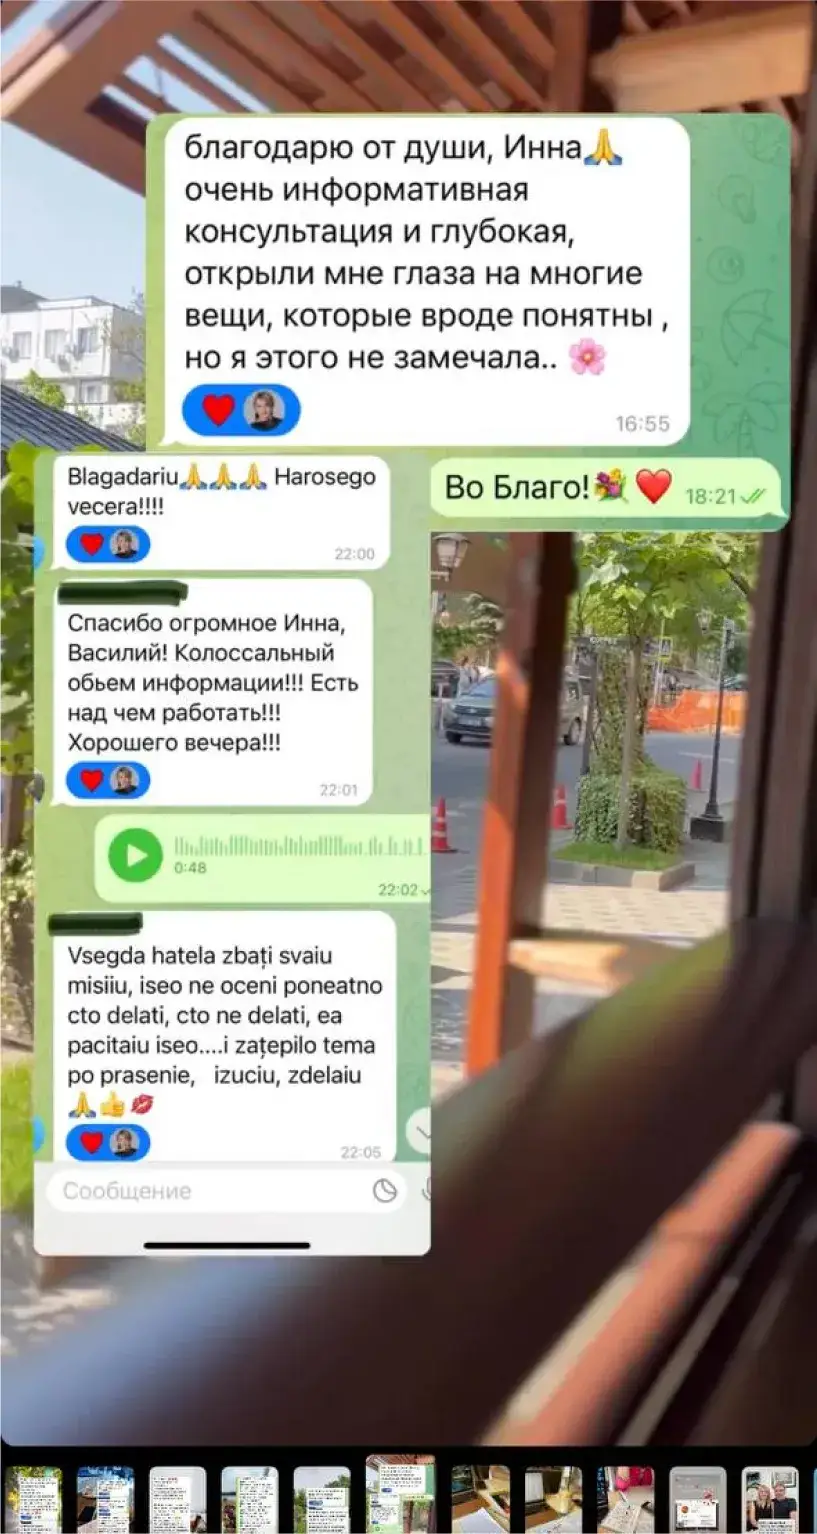 благодарю от души, Инна🙏
очень информативная
консультация и глубокая,
открыли мне глаза на многие
вещи, которые вроде понятны ,
но я этого не замечала.. 🌸
16:55
Во Благо!💐❤️ 18:21
Blagadariu🙏🙏🙏 Harosego
vecera!!!!
22:00
Спасибо огромное Инна,
Василий! Колоссальный
обьем информации!!! Есть
над чем работать!!!
Хорошего вечера!!!
22:01
0:48
22:02
Vsegda hatela zbați svaiu
misiiu, iseo ne oceni poneatno
cto delati, cto ne delati, ea
pacitaiu iseo....i zațepilo tema
po prasenie, izuciu, zdelaiu
🙏👍💋
22:05
Сообщение